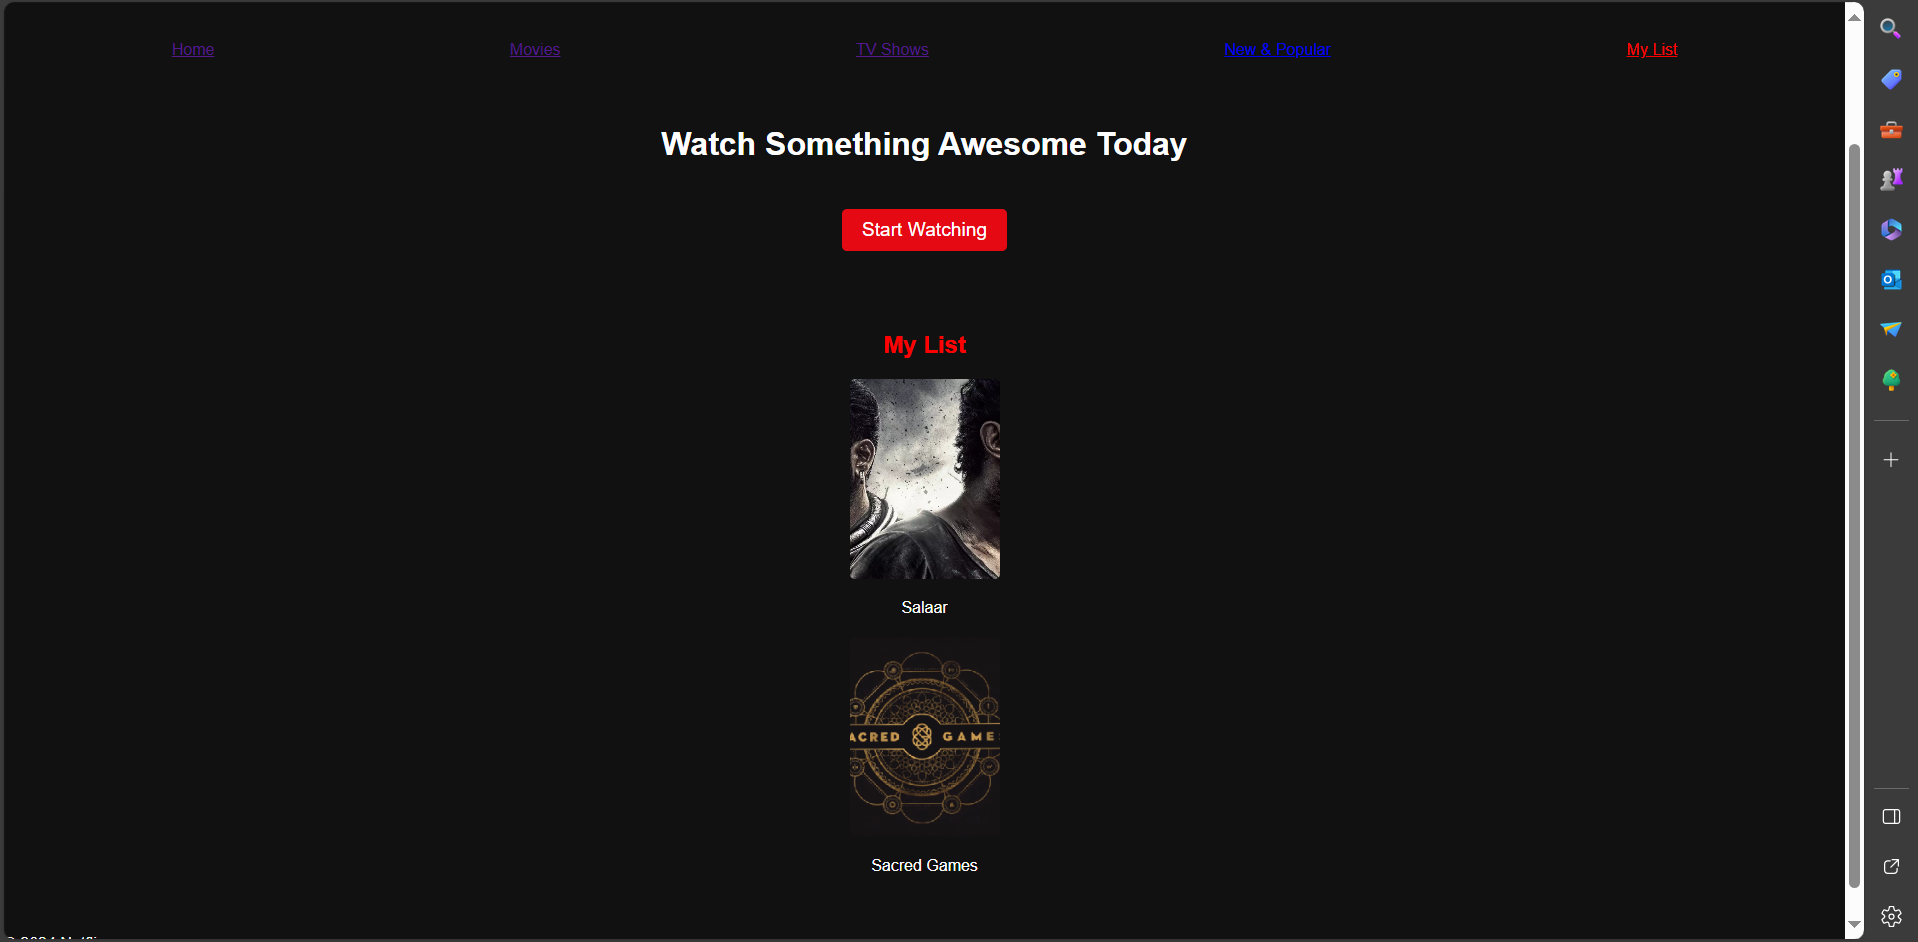 Home Movies TV Shows New & Popular My List
Watch Something Awesome Today
Start Watching
My List
Salaar
ACRED GAME
Sacred Games